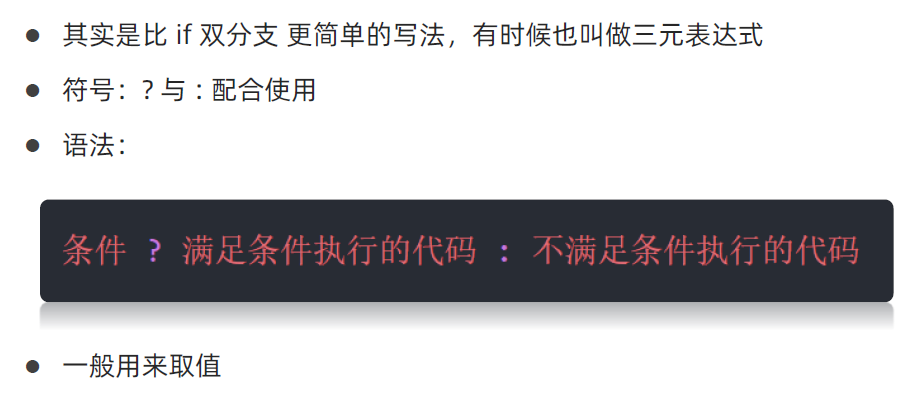 其实是比 if 双分支 更简单的写法，有时候也叫做三元表达式
符号：? 与 : 配合使用
语法：
条件 ? 满足条件执行的代码 : 不满足条件执行的代码
一般用来取值